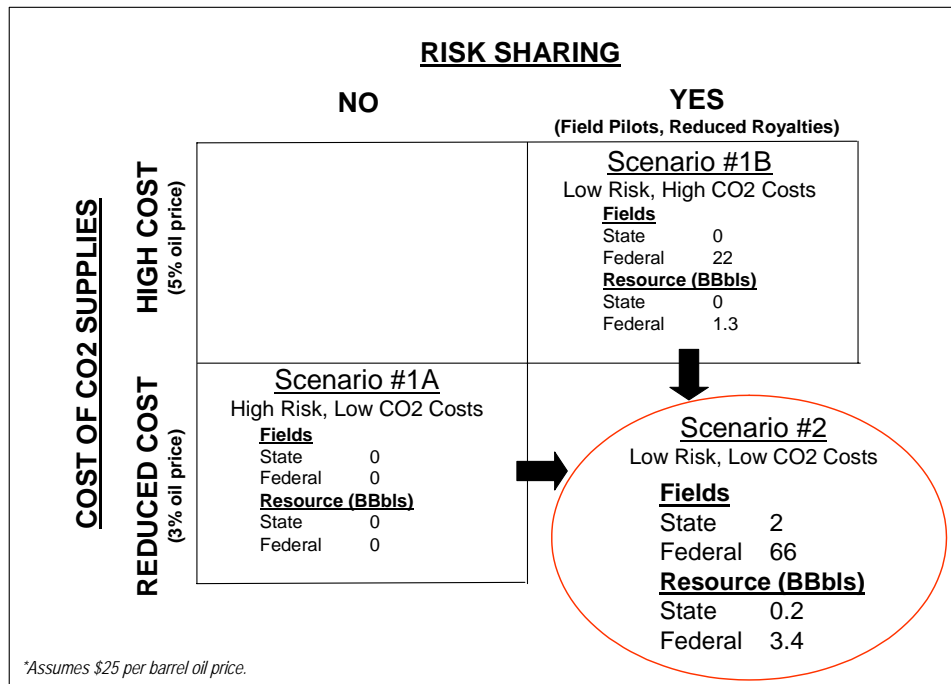 RISK SHARING
NO
YES
(Field Pilots, Reduced Royalties)
COST OF CO2 SUPPLIES
HIGH COST
(5% oil price)
Scenario #1B
Low Risk, High CO2 Costs
Fields
State 0
Federal 22
Resource (BBbls)
State 0
Federal 1.3
REDUCED COST
(3% oil price)
Scenario #1A
High Risk, Low CO2 Costs
Fields
State 0
Federal 0
Resource (BBbls)
State 0
Federal 0
Scenario #2
Low Risk, Low CO2 Costs
Fields
State 2
Federal 66
Resource (BBbls)
State 0.2
Federal 3.4
*Assumes $25 per barrel oil price.